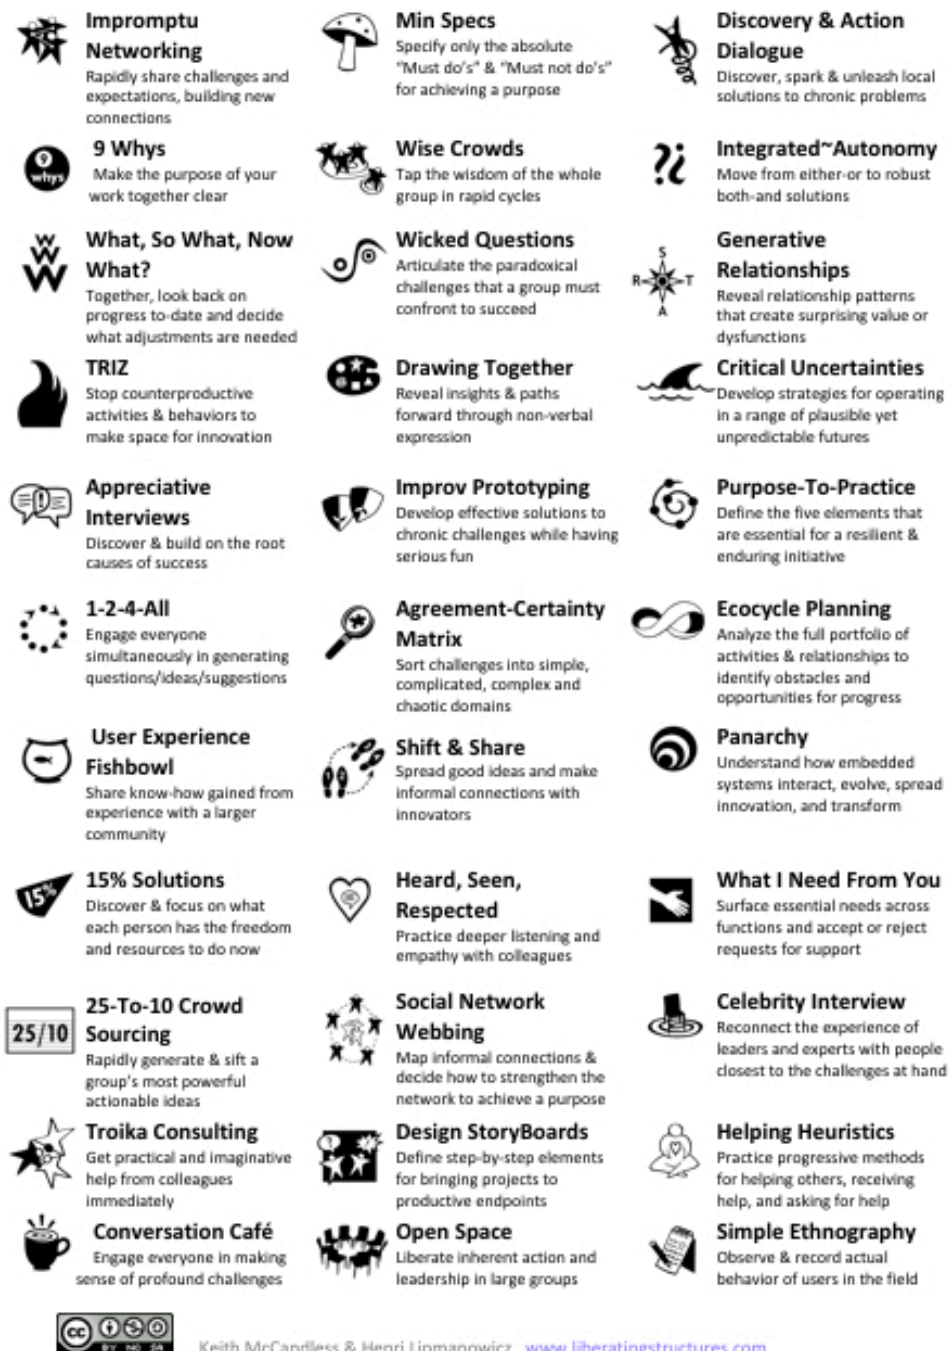 Impromptu
Networking
Rapidly share challenges and
expectations, building new
connections
9
whys
9 Whys
Make the purpose of your
work together clear
W
W
W
What, So What, Now
What?
Together, look back on
progress to-date and decide
what adjustments are needed
TRIZ
Stop counterproductive
activities & behaviors to
make space for innovation
Appreciative
Interviews
Discover & build on the root
causes of success
1-2-4-All
Engage everyone
simultaneously in generating
questions/ideas/suggestions
User Experience
Fishbowl
Share know-how gained from
experience with a larger
community
15%
15% Solutions
Discover & focus on what
each person has the freedom
and resources to do now
25/10
25-To-10 Crowd
Sourcing
Rapidly generate & sift a
group's most powerful
actionable ideas
Troika Consulting
Get practical and imaginative
help from colleagues
immediately
Conversation Café
Engage everyone in making
sense of profound challenges
Min Specs
Specify only the absolute
"Must do's" & "Must not do's"
for achieving a purpose
Wise Crowds
Tap the wisdom of the whole
group in rapid cycles
Wicked Questions
Articulate the paradoxical
challenges that a group must
confront to succeed
Drawing Together
Reveal insights & paths
forward through non-verbal
expression
Improv Prototyping
Develop effective solutions to
chronic challenges while having
serious fun
Agreement-Certainty
Matrix
Sort challenges into simple,
complicated, complex and
chaotic domains
Shift & Share
Spread good ideas and make
informal connections with
innovators
Heard, Seen,
Respected
Practice deeper listening and
empathy with colleagues
Social Network
Webbing
Map informal connections &
decide how to strengthen the
network to achieve a purpose
Design StoryBoards
Define step-by-step elements
for bringing projects to
productive endpoints
Open Space
Liberate inherent action and
leadership in large groups
Discovery & Action
Dialogue
Discover, spark & unleash local
solutions to chronic problems
?¿
Integrated~Autonomy
Move from either-or to robust
both-and solutions
S
R T
A
Generative
Relationships
Reveal relationship patterns
that create surprising value or
dysfunctions
Critical Uncertainties
Develop strategies for operating
in a range of plausible yet
unpredictable futures
Purpose-To-Practice
Define the five elements that
are essential for a resilient &
enduring initiative
Ecocycle Planning
Analyze the full portfolio of
activities & relationships to
identify obstacles and
opportunities for progress
Panarchy
Understand how embedded
systems interact, evolve, spread
innovation, and transform
What I Need From You
Surface essential needs across
functions and accept or reject
requests for support
Celebrity Interview
Reconnect the experience of
leaders and experts with people
closest to the challenges at hand
Helping Heuristics
Practice progressive methods
for helping others, receiving
help, and asking for help
Simple Ethnography
Observe & record actual
behavior of users in the field
cc
BY NC SA
Keith McCandless & Henri Lipmanowicz www.liberatingstructures.com